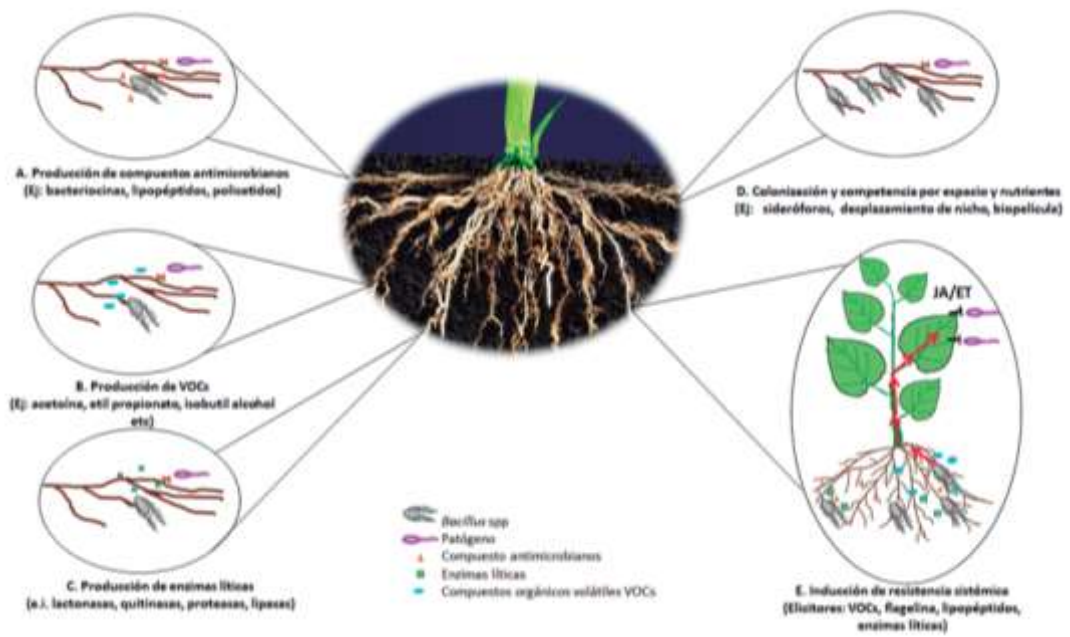 A. Producción de compuestos antimicrobianos
(Ej: bacteriocinas, lipopéptidos, policetidos)
B. Producción de VOCs
(Ej: acetoína, etil propionato, isobutil alcohol
etc)
C. Producción de enzimas líticas
(e.i. lactonasas, quitinasas, proteasas, lipasas)
Bacillus spp
Patógeno
Compuesto antimicrobianos
Enzimas líticas
Compuestos orgánicos volátiles VOCs
D. Colonización y competencia por espacio y nutrientes
(Ej: sideróforos, desplazamiento de nicho, biopelícula)
JA/ET
E. Inducción de resistencia sistémica
(Elicitores: VOCs, flagelina, lipopéptidos,
enzimas líticas)